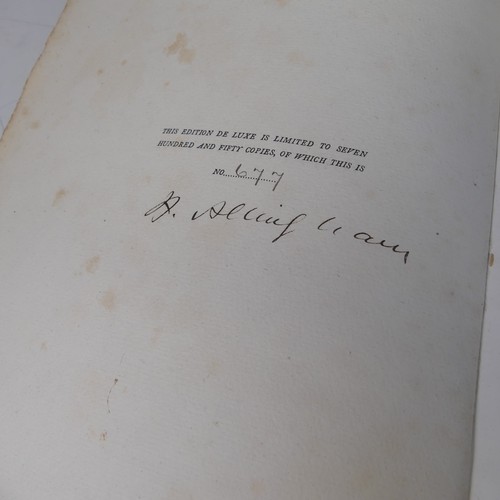 THIS EDITION DE LUXE IS LIMITED TO SEVEN
HUNDRED AND FIFTY COPIES, OF WHICH THIS IS
NO. 677
H. Allingham